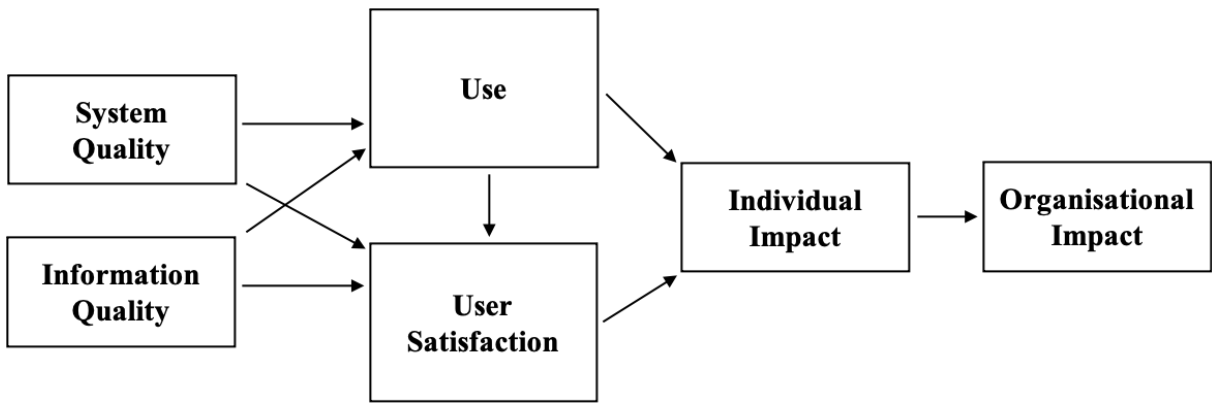 System
Quality
Use
Information
Quality
User
Satisfaction
Individual
Impact
Organisational
Impact